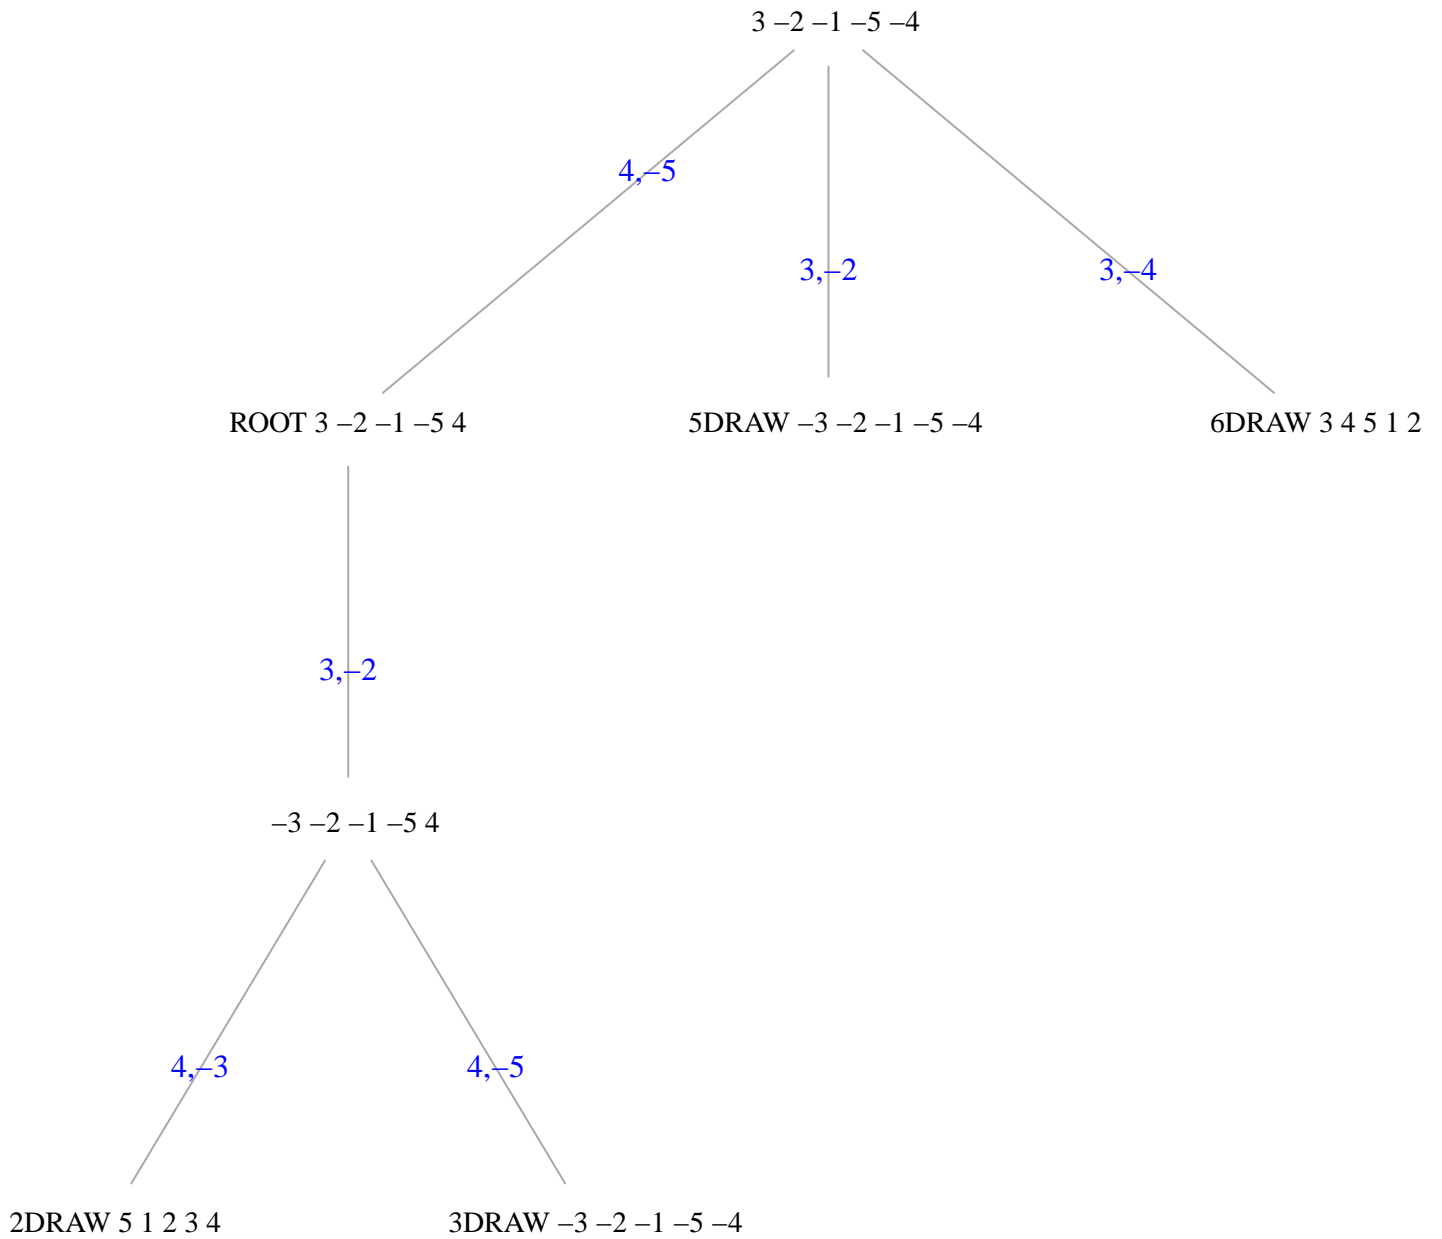 3 –2 –1 –5 –4
4,–5
3,–2
3,–4
ROOT 3 –2 –1 –5 4
5DRAW –3 –2 –1 –5 –4
6DRAW 3 4 5 1 2
3,–2
–3 –2 –1 –5 4
4,–3
4,–5
2DRAW 5 1 2 3 4
3DRAW –3 –2 –1 –5 –4